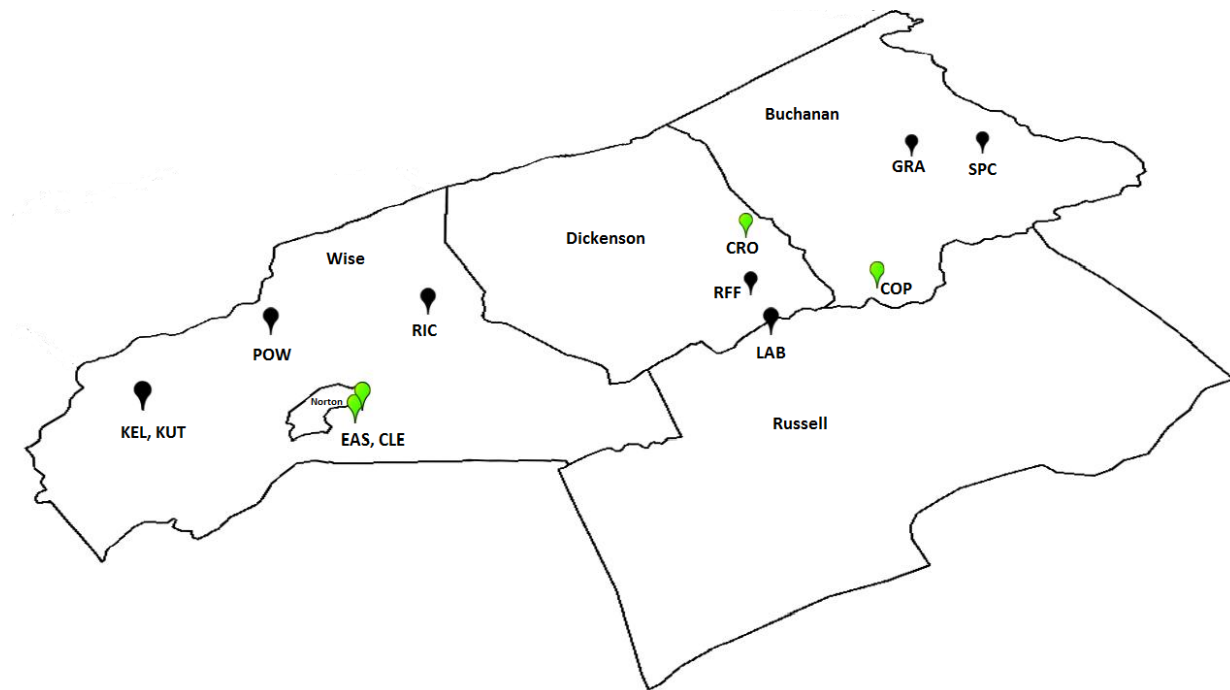 Buchanan
GRA
SPC
CRO
Dickenson
Wise
COP
RFF
RIC
POW
LAB
Norton
KEL, KUT
EAS, CLE
Russell